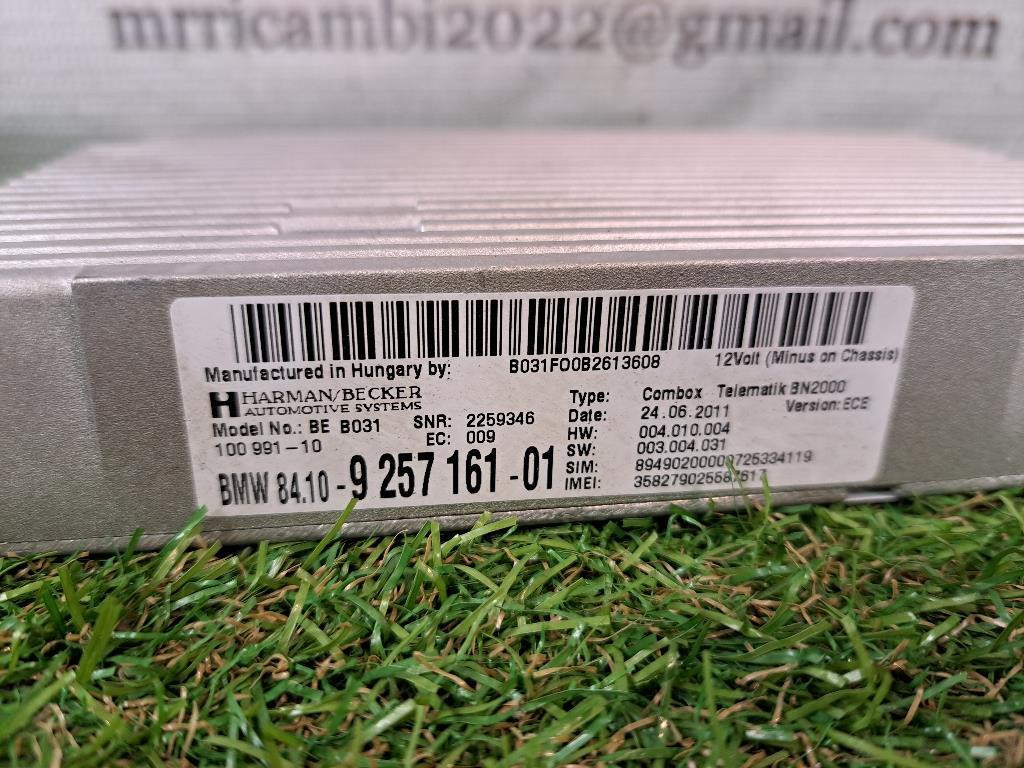 mrricambi2022@gmail.com
Manufactured in Hungary by: B031F00B2613608 12Volt (Minus on Chassis)
HARMAN/BECKER
AUTOMOTIVE SYSTEMS
Model No.: BE B031 SNR: 2259346
100 991-10 EC: 009
BMW 84.10-9 257 161-01
Type: Combox Telematik BN2000
Date: 24.06.2011 Version: ECE
HW: 004.010.004
SW: 003.004.031
SIM:
IMEI: